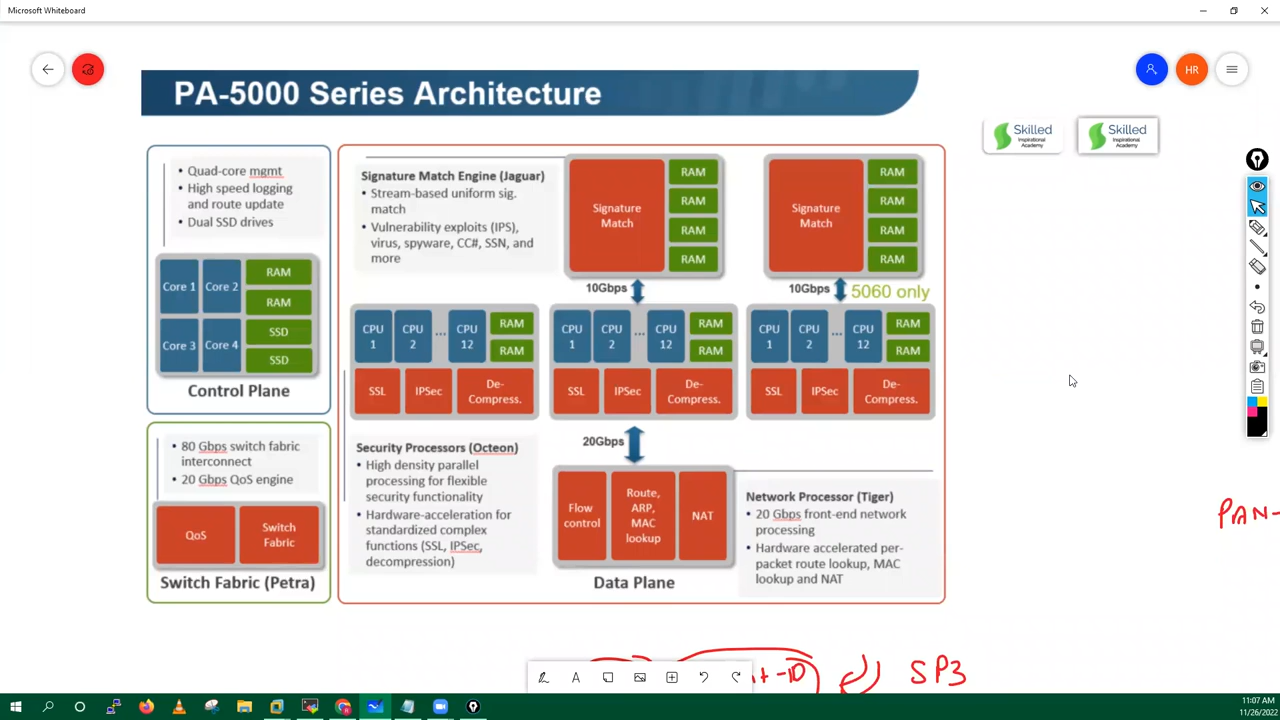 Microsoft Whiteboard
HR
PA-5000 Series Architecture
Skilled
Inspirational
Academy
Skilled
Inspirational
Academy
• Quad-core mgmt
• High speed logging
and route update
• Dual SSD drives
Core 1
Core 2
RAM
RAM
Core 3
Core 4
SSD
SSD
Control Plane
• 80 Gbps switch fabric
interconnect
• 20 Gbps QoS engine
QoS
Switch
Fabric
Switch Fabric (Petra)
Signature Match Engine (Jaguar)
• Stream-based uniform sig.
match
• Vulnerability exploits (IPS),
virus, spyware, CC#, SSN, and
more
Signature
Match
RAM
RAM
RAM
RAM
Signature
Match
RAM
RAM
RAM
RAM
10Gbps
10Gbps
5060 only
CPU
1
CPU
2
...
CPU
12
RAM
RAM
SSL
IPSec
De-
Compress.
CPU
1
CPU
2
...
CPU
12
RAM
RAM
SSL
IPSec
De-
Compress.
CPU
1
CPU
2
...
CPU
12
RAM
RAM
SSL
IPSec
De-
Compress.
Security Processors (Octeon)
• High density parallel
processing for flexible
security functionality
• Hardware-acceleration for
standardized complex
functions (SSL, IPSec,
decompression)
20Gbps
Flow
control
Route,
ARP,
MAC
lookup
NAT
Data Plane
Network Processor (Tiger)
• 20 Gbps front-end network
processing
• Hardware accelerated per-
packet route lookup, MAC
lookup and NAT
PAN-
SP3
A
11:07 AM
11/26/2022